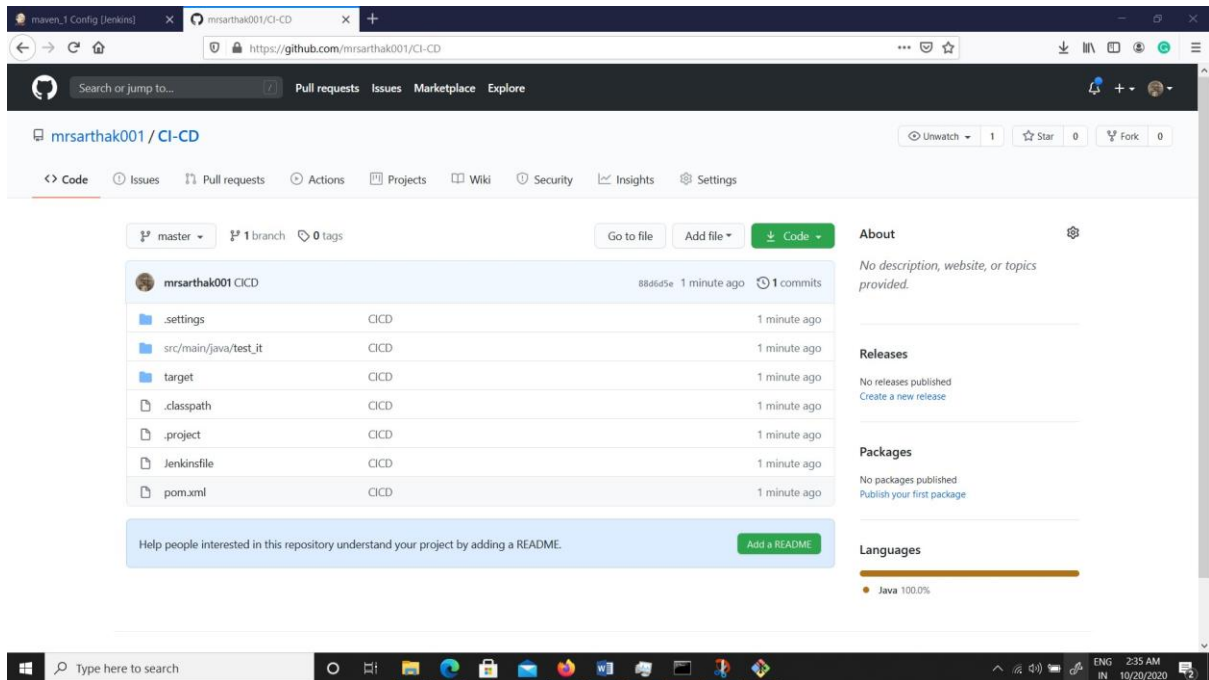 maven_1 Config [Jenkins]
mrsarthak001/CI-CD
https://github.com/mrsarthak001/CI-CD
Search or jump to... /
Pull requests Issues Marketplace Explore
mrsarthak001 / CI-CD
Unwatch 1 Star 0 Fork 0
Code Issues Pull requests Actions Projects Wiki Security Insights Settings
master 1 branch 0 tags
Go to file Add file Code
mrsarthak001 CICD 88d6d5e 1 minute ago 1 commits
.settings CICD 1 minute ago
src/main/java/test_it CICD 1 minute ago
target CICD 1 minute ago
.classpath CICD 1 minute ago
.project CICD 1 minute ago
Jenkinsfile CICD 1 minute ago
pom.xml CICD 1 minute ago
Help people interested in this repository understand your project by adding a README. Add a README
About
No description, website, or topics
provided.
Releases
No releases published
Create a new release
Packages
No packages published
Publish your first package
Languages
Java 100.0%
Type here to search
ENG 2:35 AM
IN 10/20/2020